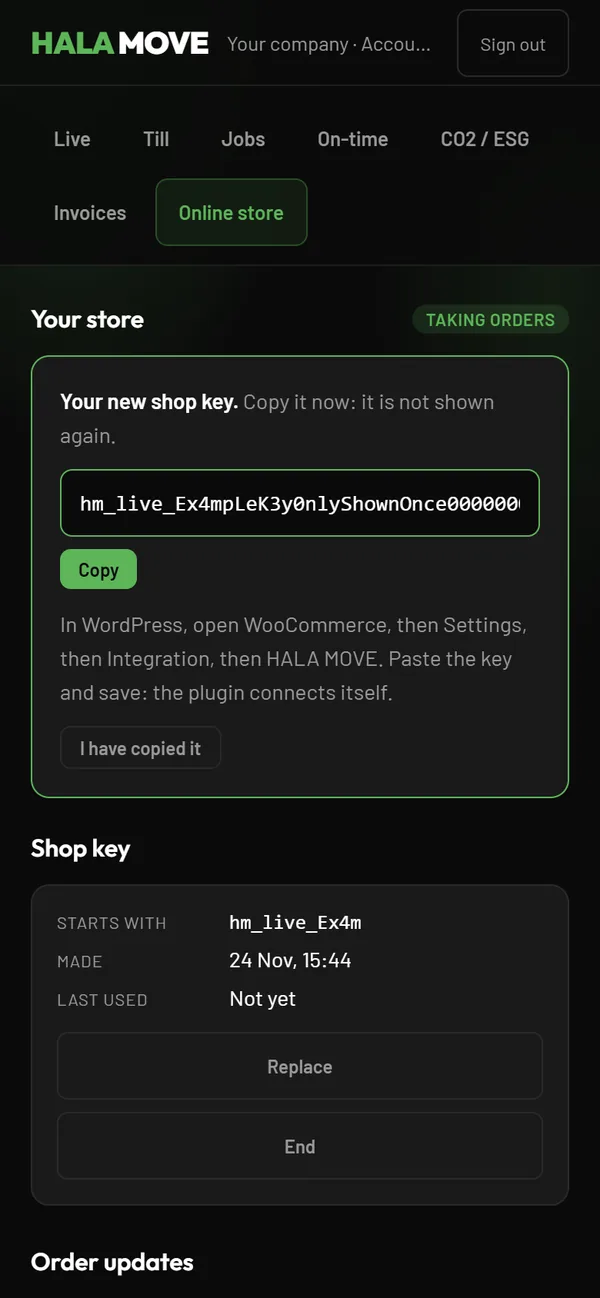 HALA MOVE Your company · Accou... Sign out
Live Till Jobs On-time CO2 / ESG
Invoices Online store
Your store TAKING ORDERS
Your new shop key. Copy it now: it is not shown
again.
hm_live_Ex4mpLeK3y0nlyShownOnce000000
Copy
In WordPress, open WooCommerce, then Settings,
then Integration, then HALA MOVE. Paste the key
and save: the plugin connects itself.
I have copied it
Shop key
STARTS WITH hm_live_Ex4m
MADE 24 Nov, 15:44
LAST USED Not yet
Replace
End
Order updates